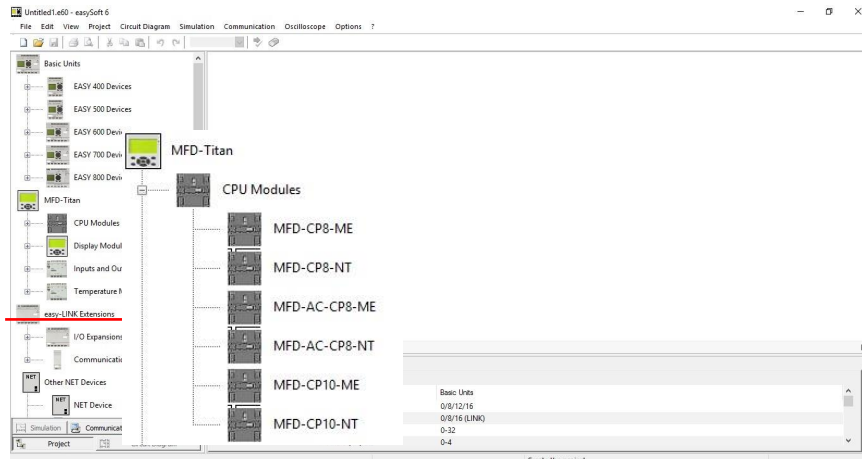 Untitled1.e60 - easySoft 6
File Edit View Project Circuit Diagram Simulation Communication Oscilloscope Options ?
Basic Units
EASY 400 Devices
EASY 500 Devices
EASY 600 Devi
EASY 700 Devi
EASY 800 Devi
MFD-Titan
CPU Modules
Display Modul
Inputs and Ou
Temperature M
easy-LINK Extensions
I/O Expansions
Communicati
NET
Other NET Devices
NET
NET Device
Simulation Communicat
Project
MFD-Titan
CPU Modules
MFD-CP8-ME
MFD-CP8-NT
MFD-AC-CP8-ME
MFD-AC-CP8-NT
MFD-CP10-ME
MFD-CP10-NT
Basic Units
0/8/12/16
0/8/16 (LINK)
0-32
0-4